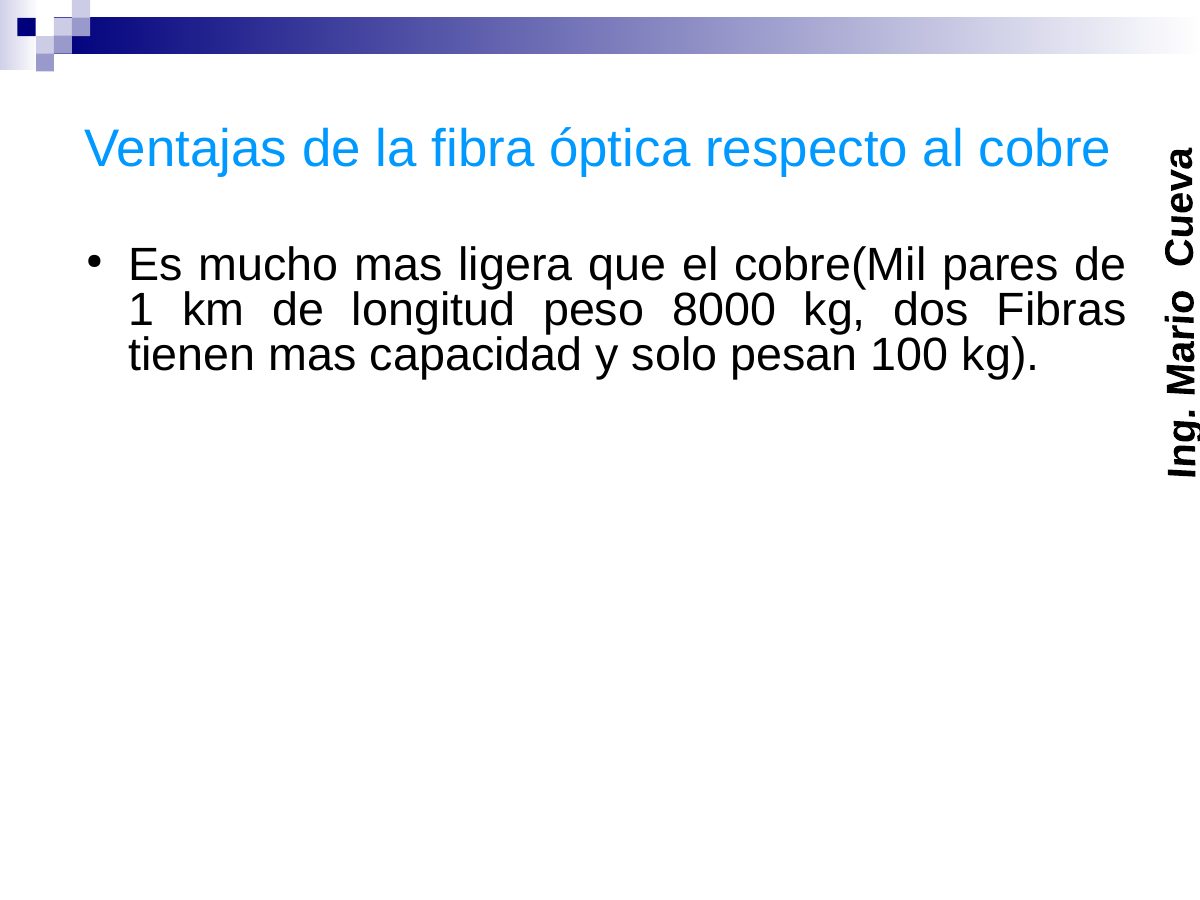 Ventajas de la fibra óptica respecto al cobre
• Es mucho mas ligera que el cobre(Mil pares de
1 km de longitud peso 8000 kg, dos Fibras
tienen mas capacidad y solo pesan 100 kg).
Ing. Mario Cueva